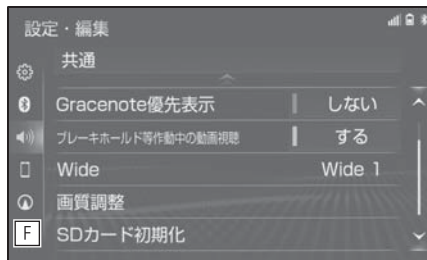 設定・編集
共通
Gracenote優先表示 しない
ブレーキホールド等作動中の動画視聴 する
Wide Wide 1
画質調整
F SDカード初期化